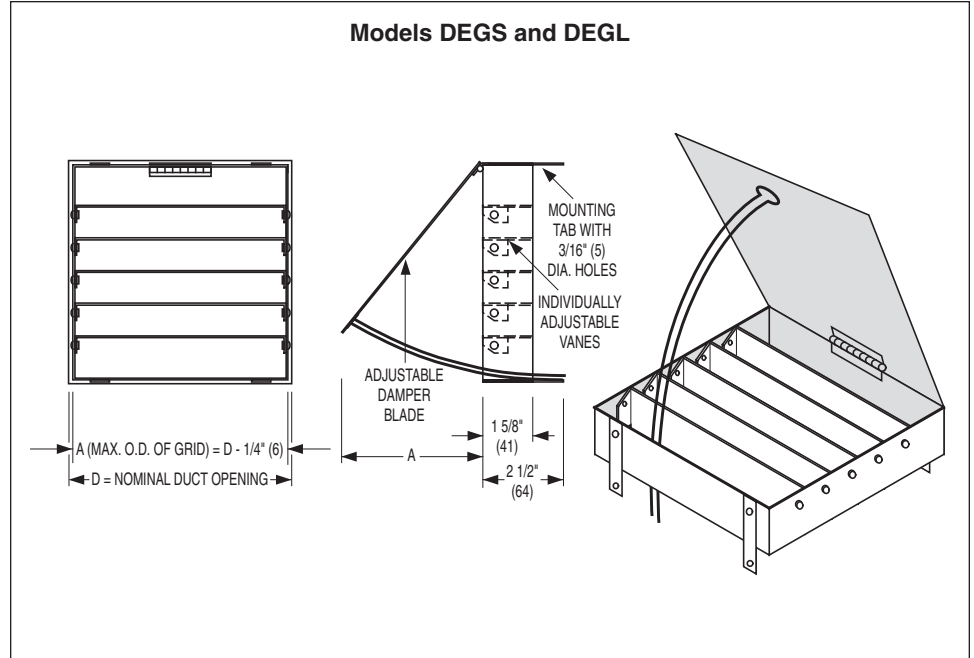 Models DEGS and DEGL
A (MAX. O.D. OF GRID) = D - 1/4" (6)
D = NOMINAL DUCT OPENING
ADJUSTABLE
DAMPER
BLADE
A
MOUNTING
TAB WITH
3/16" (5)
DIA. HOLES
INDIVIDUALLY
ADJUSTABLE
VANES
1 5/8"
(41)
2 1/2"
(64)